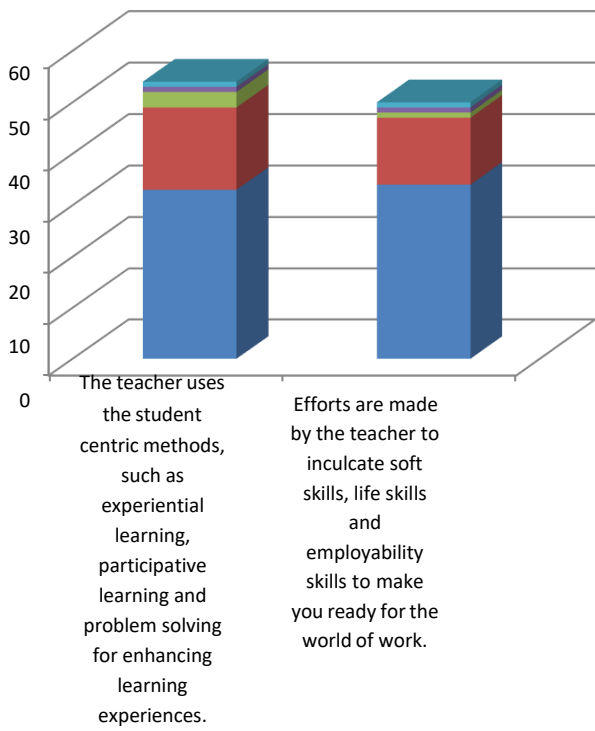 60
50
40
30
20
10
0
The teacher uses
the student
centric methods,
such as
experiential
learning,
participative
learning and
problem solving
for enhancing
learning
experiences.
Efforts are made
by the teacher to
inculcate soft
skills, life skills
and
employability
skills to make
you ready for the
world of work.